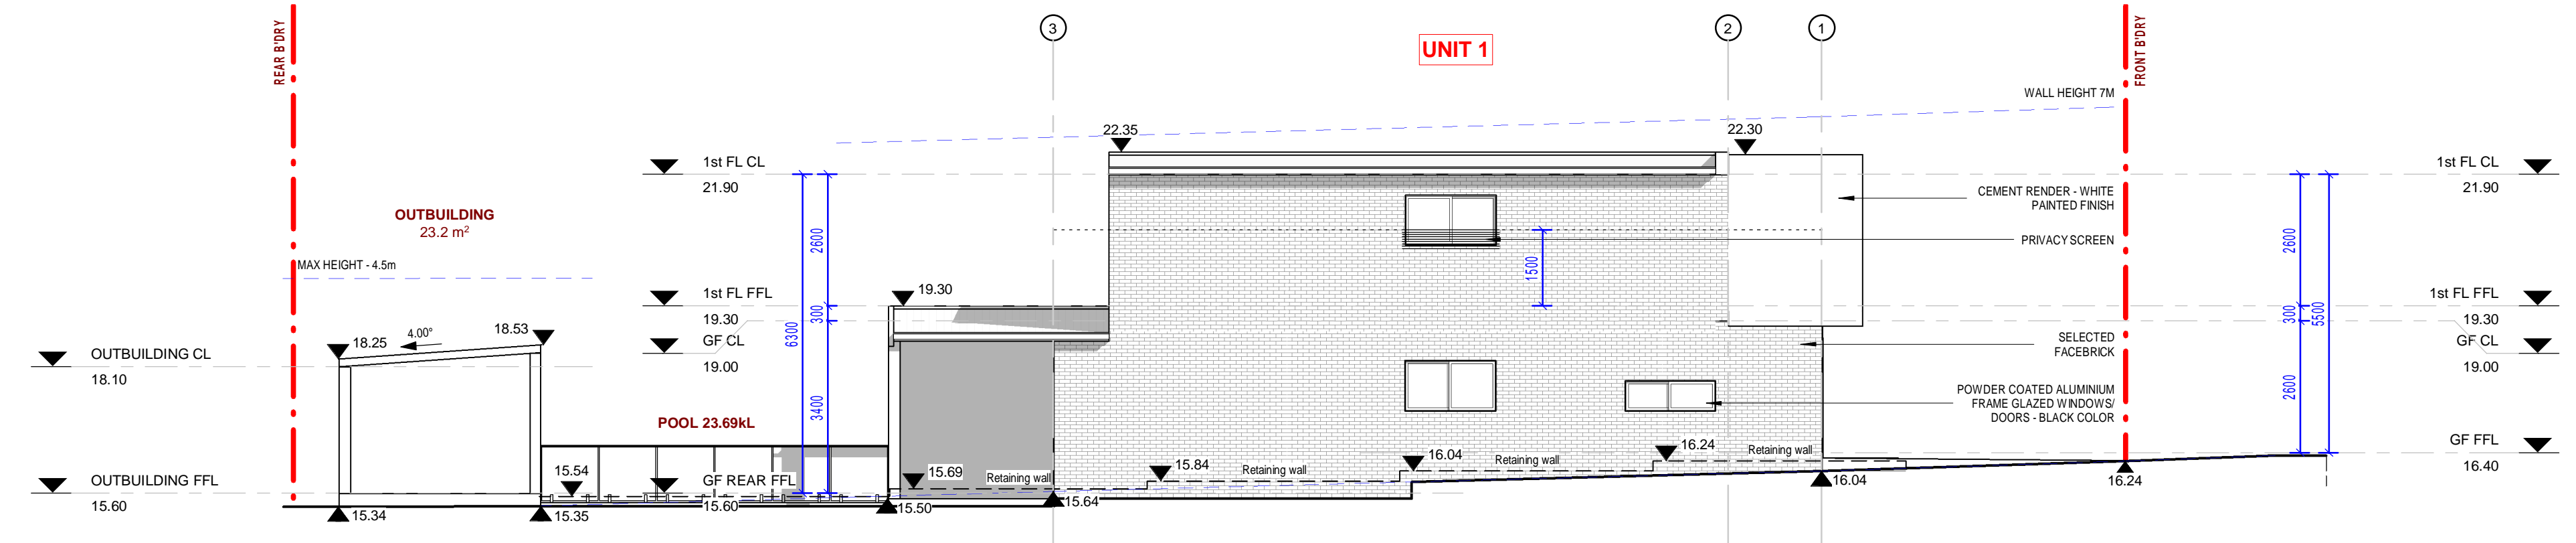 REAR B'DRY
3
UNIT 1
2
1
FRONT B'DRY
WALL HEIGHT 7M
22.35
22.30
1st FL CL
21.90
1st FL CL
21.90
CEMENT RENDER - WHITE
PAINTED FINISH
OUTBUILDING
23.2 m²
2600
2600
PRIVACY SCREEN
MAX HEIGHT - 4.5m
1500
1st FL FFL
19.30
19.30
1st FL FFL
19.30
300
300
5500
6300
4.00°
18.53
18.25
GF CL
19.00
SELECTED
FACEBRICK
GF CL
19.00
OUTBUILDING CL
18.10
3400
2600
POWDER COATED ALUMINIUM
FRAME GLAZED WINDOWS/
DOORS - BLACK COLOR
POOL 23.69kL
16.24
Retaining wall
16.04
Retaining wall
15.84
Retaining wall
15.69
Retaining wall
GF FFL
16.40
15.54
OUTBUILDING FFL
15.60
GF REAR FFL
15.60
15.34
15.35
15.50
15.64
16.04
16.24